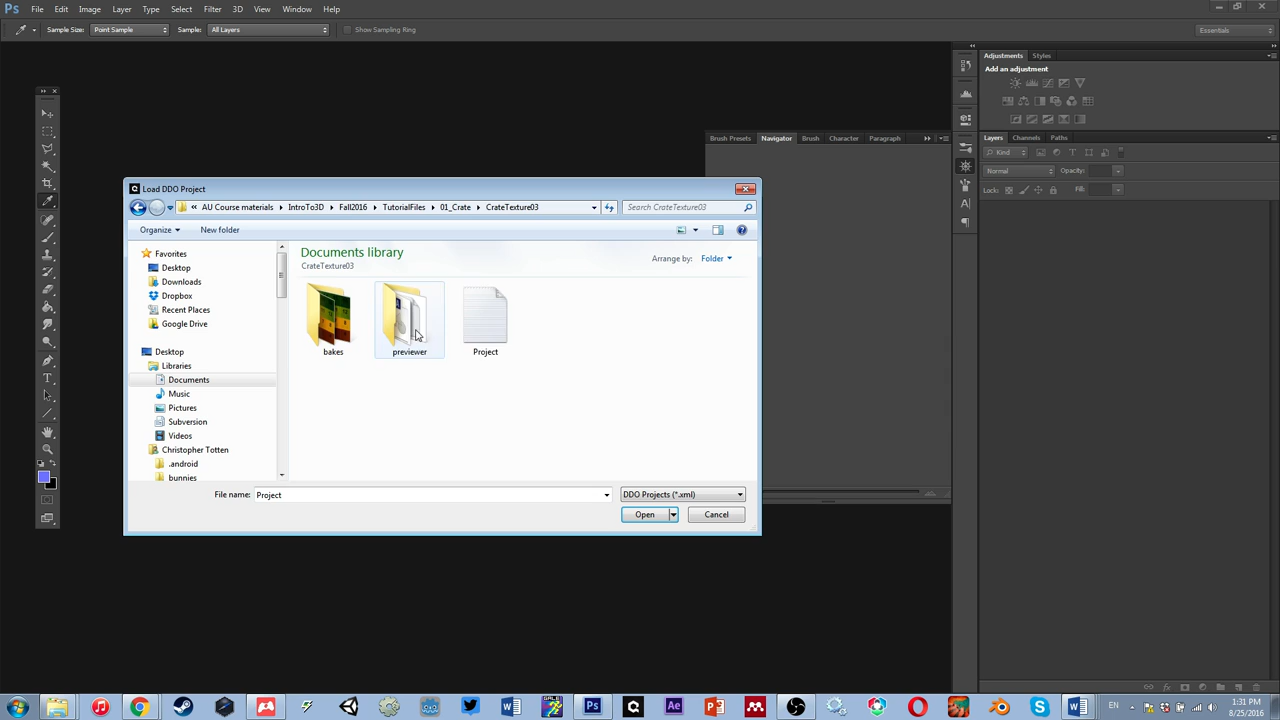 Ps File Edit Image Layer Type Select Filter 3D View Window Help
Sample Size: Point Sample Sample: All Layers Show Sampling Ring Essentials
Adjustments Styles
Add an adjustment
Brush Presets Navigator Brush Character Paragraph
Layers Channels Paths
Kind
Normal Opacity:
Lock: Fill:
Load DDO Project
« AU Course materials IntroTo3D Fall2016 TutorialFiles 01_Crate CrateTexture03 Search CrateTexture03
Organize New folder
Favorites
Desktop
Downloads
Dropbox
Recent Places
Google Drive
Desktop
Libraries
Documents
Music
Pictures
Subversion
Videos
Christopher Totten
.android
bunnies
Documents library
CrateTexture03
Arrange by: Folder
bakes previewer Project
File name: Project DDO Projects (*.xml)
Open Cancel
EN 1:31 PM
8/25/2016